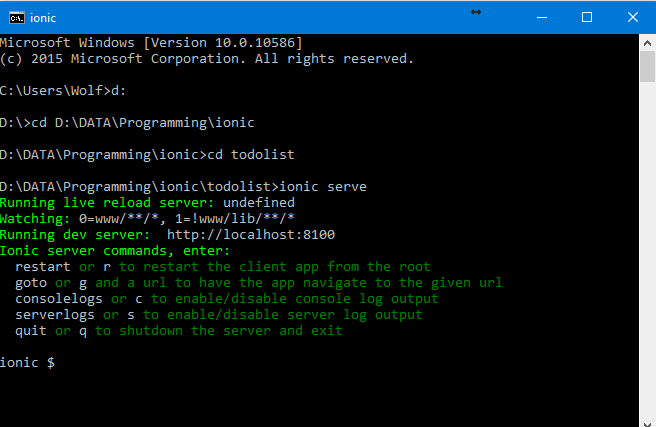 ionic
Microsoft Windows [Version 10.0.10586]
(c) 2015 Microsoft Corporation. All rights reserved.
C:\Users\Wolf>d:
D:\>cd D:\DATA\Programming\ionic
D:\DATA\Programming\ionic>cd todolist
D:\DATA\Programming\ionic\todolist>ionic serve
Running live reload server: undefined
Watching: 0=www/**/*, 1=!www/lib/**/*
Running dev server:  http://localhost:8100
Ionic server commands, enter:
  restart or r to restart the client app from the root
  goto or g and a url to have the app navigate to the given url
  consolelogs or c to enable/disable console log output
  serverlogs or s to enable/disable server log output
  quit or q to shutdown the server and exit
ionic $